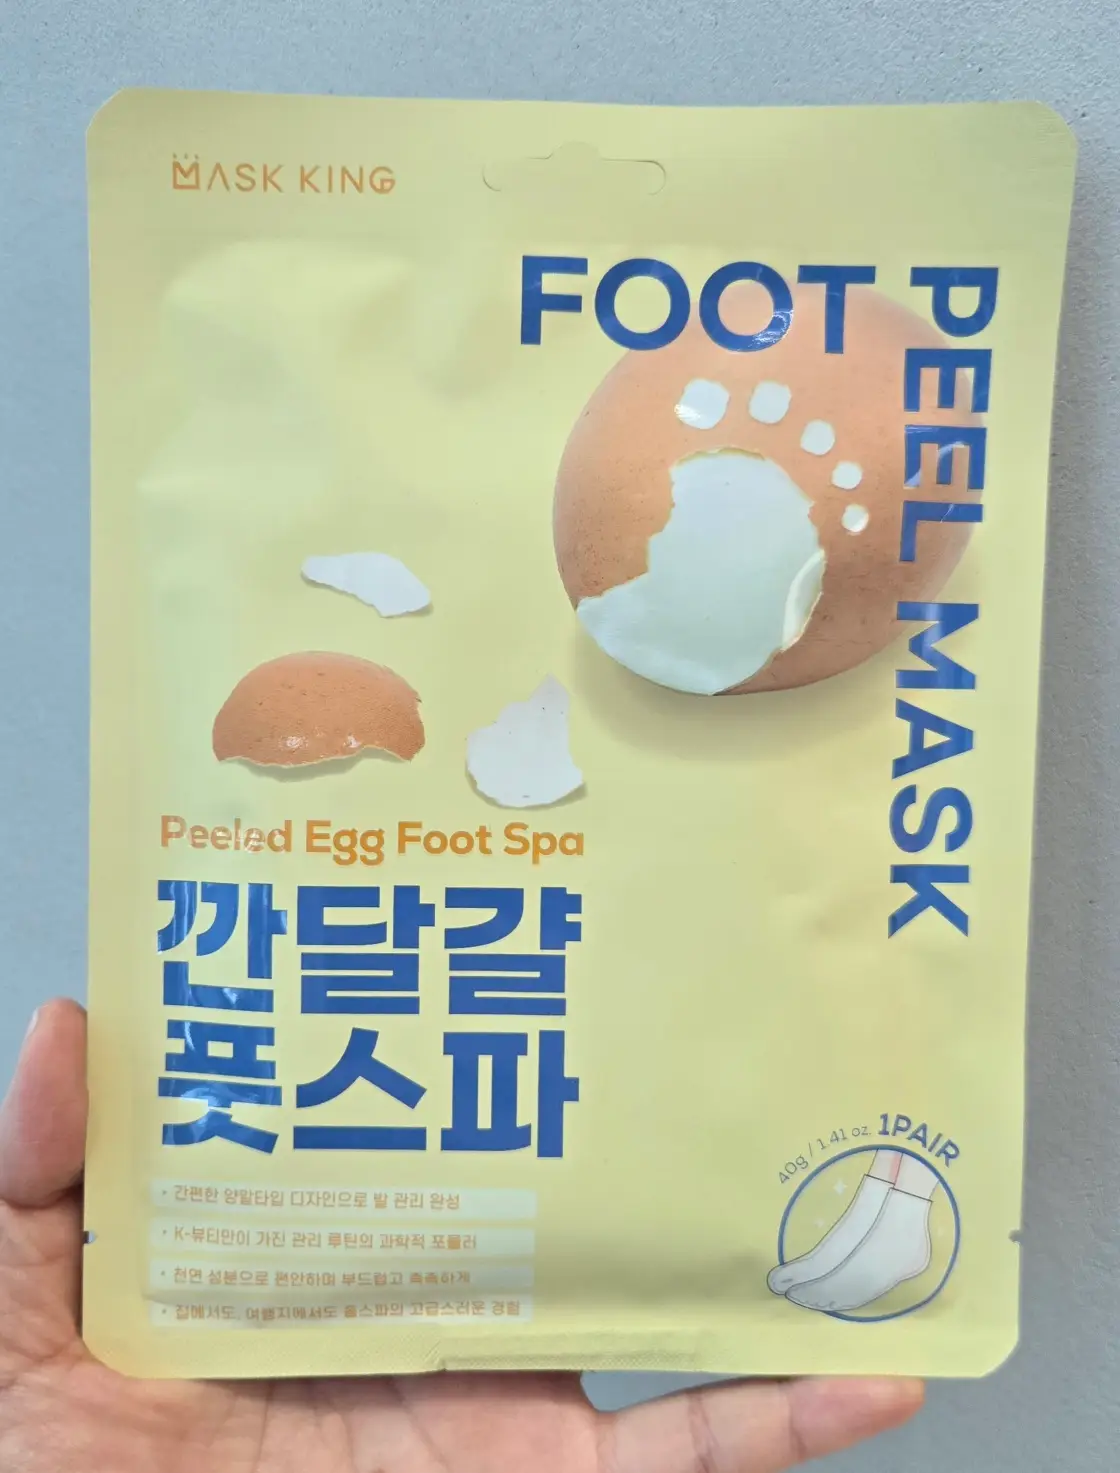 MASK KING
FOOT
PEEL MASK
Peeled Egg Foot Spa
깐달걀
풋스파
• 간편한 양말타입 디자인으로 발 관리 완성
• K-뷰티만이 가진 관리 루틴의 과학적 포뮬러
• 천연 성분으로 편안하며 부드럽고 촉촉하게
• 집에서도, 여행지에서도 홈스파의 고급스러운 경험
40g / 1.41 oz. 1PAIR